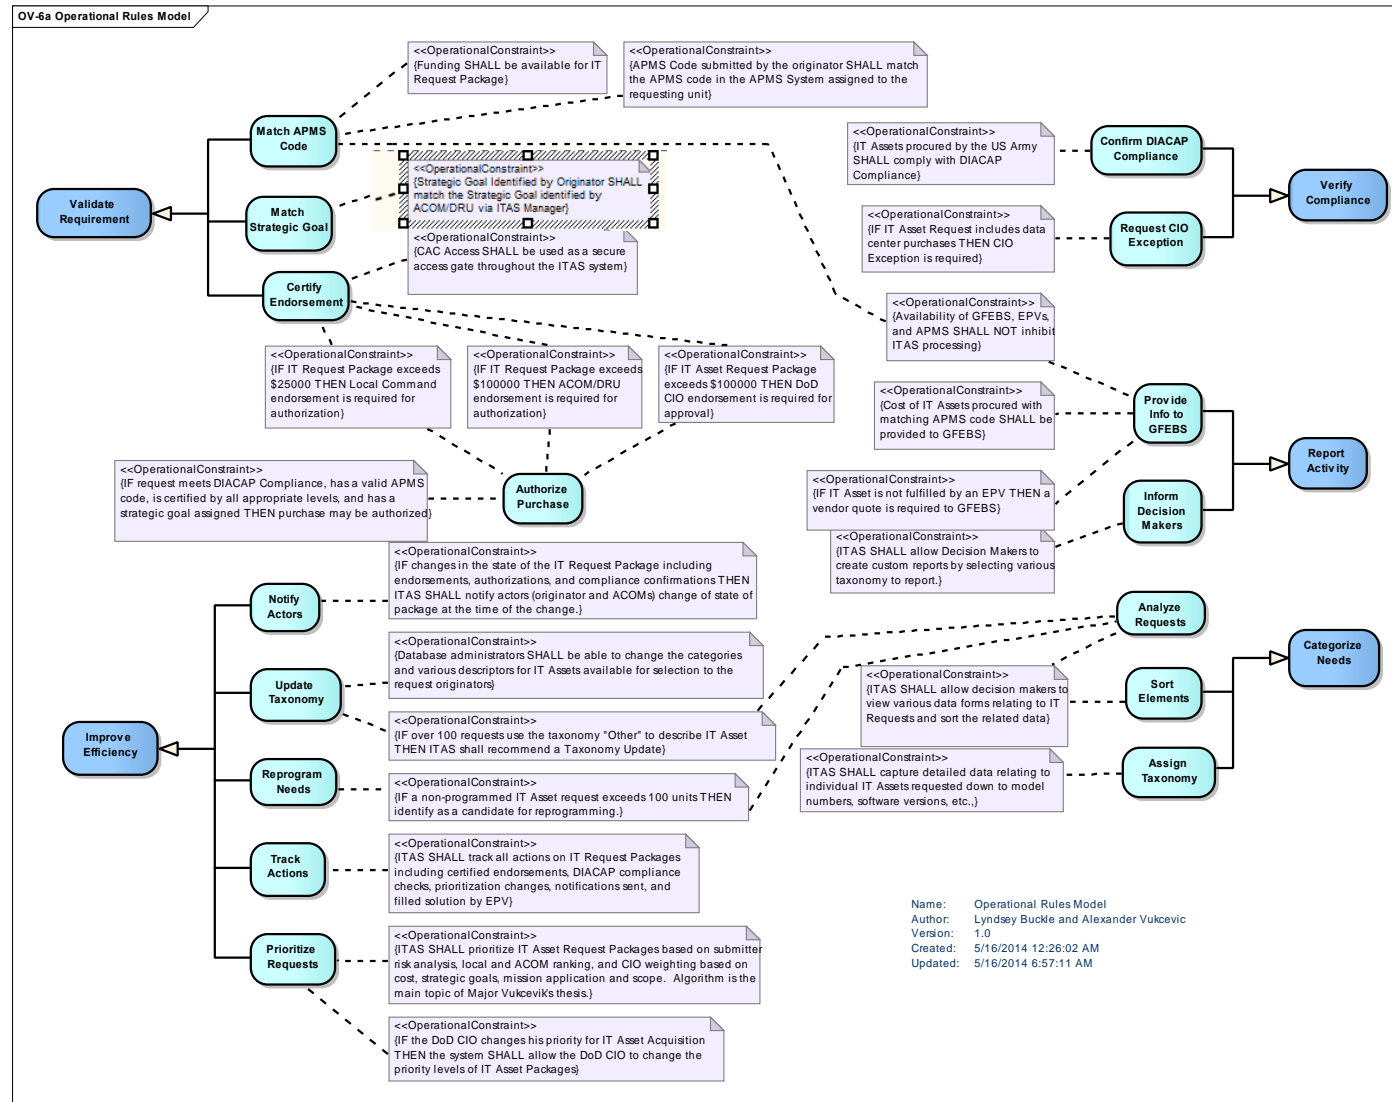 OV-6a Operational Rules Model
<<OperationalConstraint>>
{Funding SHALL be available for IT
Request Package}
<<OperationalConstraint>>
{APMS Code submitted by the originator SHALL match
the APMS code in the APMS System assigned to the
requesting unit}
Match APMS
Code
<<OperationalConstraint>>
{Strategic Goal Identified by Originator SHALL
match the Strategic Goal identified by
ACOM/DRU via ITAS Manager}
Validate
Requirement
Match
Strategic Goal
<<OperationalConstraint>>
{CAC Access SHALL be used as a secure
access gate throughout the ITAS system}
Certify
Endorsement
<<OperationalConstraint>>
{IT Assets procured by the US Army
SHALL comply with DIACAP
Compliance}
Confirm DIACAP
Compliance
Verify
Compliance
<<OperationalConstraint>>
{IF IT Asset Request includes data
center purchases THEN CIO
Exception is required}
Request CIO
Exception
<<OperationalConstraint>>
{Availability of GFEBS, EPVs,
and APMS SHALL NOT inhibit
ITAS processing}
<<OperationalConstraint>>
{IF IT Request Package exceeds
$25000 THEN Local Command
endorsement is required for
authorization}
<<OperationalConstraint>>
{IF IT Request Package exceeds
$100000 THEN ACOM/DRU
endorsement is required for
authorization}
<<OperationalConstraint>>
{IF IT Asset Request Package
exceeds $100000 THEN DoD
CIO endorsement is required for
approval}
<<OperationalConstraint>>
{Cost of IT Assets procured with
matching APMS code SHALL be
provided to GFEBS}
Provide
Info to
GFEBS
Report
Activity
<<OperationalConstraint>>
{IF request meets DIACAP Compliance, has a valid APMS
code, is certified by all appropriate levels, and has a
strategic goal assigned THEN purchase may be authorized}
Authorize
Purchase
<<OperationalConstraint>>
{IF IT Asset is not fulfilled by an EPV THEN a
vendor quote is required to GFEBS}
Inform
Decision
Makers
<<OperationalConstraint>>
{ITAS SHALL allow Decision Makers to
create custom reports by selecting various
taxonomy to report.}
<<OperationalConstraint>>
{IF changes in the state of the IT Request Package including
endorsements, authorizations, and compliance confirmations THEN
ITAS SHALL notify actors (originator and ACOMs) change of state of
package at the time of the change.}
Notify
Actors
Analyze
Requests
<<OperationalConstraint>>
{Database administrators SHALL be able to change the categories
and various descriptors for IT Assets available for selection to the
request originators}
Update
Taxonomy
Categorize
Needs
<<OperationalConstraint>>
{ITAS SHALL allow decision makers to
view various data forms relating to IT
Requests and sort the related data}
Sort
Elements
<<OperationalConstraint>>
{IF over 100 requests use the taxonomy "Other" to describe IT Asset
THEN ITAS shall recommend a Taxonomy Update}
Improve
Efficiency
<<OperationalConstraint>>
{ITAS SHALL capture detailed data relating to
individual IT Assets requested down to model
numbers, software versions, etc.,}
Assign
Taxonomy
Reprogram
Needs
<<OperationalConstraint>>
{IF a non-programmed IT Asset request exceeds 100 units THEN
identify as a candidate for reprogramming.}
<<OperationalConstraint>>
{ITAS SHALL track all actions on IT Request Packages
including certified endorsements, DIACAP compliance
checks, prioritization changes, notifications sent, and
filled solution by EPV}
Track
Actions
Name: Operational Rules Model
Author: Lyndsey Buckle and Alexander Vukcevic
Version: 1.0
Created: 5/16/2014 12:26:02 AM
Updated: 5/16/2014 6:57:11 AM
<<OperationalConstraint>>
{ITAS SHALL prioritize IT Asset Request Packages based on submitter
risk analysis, local and ACOM ranking, and CIO weighting based on
cost, strategic goals, mission application and scope. Algorithm is the
main topic of Major Vukcevik's thesis.}
Prioritize
Requests
<<OperationalConstraint>>
{IF the DoD CIO changes his priority for IT Asset Acquisition
THEN the system SHALL allow the DoD CIO to change the
priority levels of IT Asset Packages}